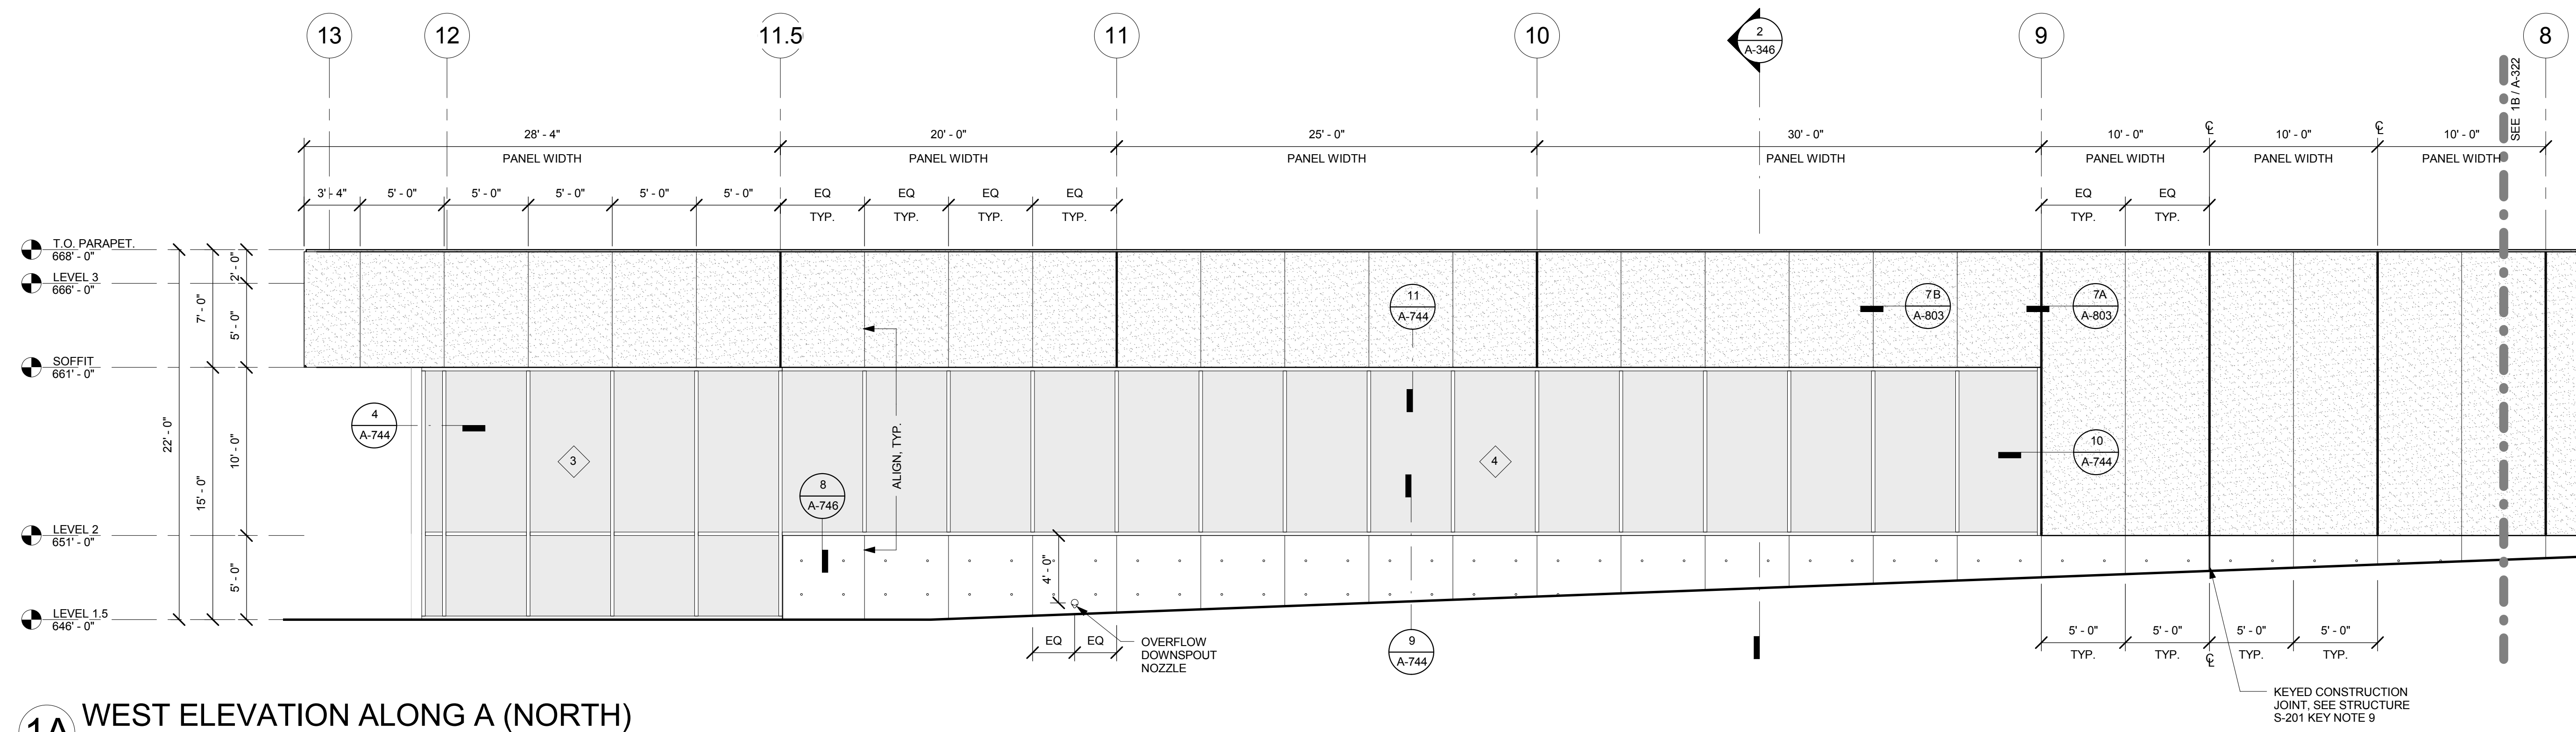 13
12
11.5
11
10
2
A-346
9
8
SEE 1B / A-322
28' - 4"
20' - 0"
25' - 0"
30' - 0"
10' - 0"
℄
10' - 0"
℄
10' - 0"
PANEL WIDTH
PANEL WIDTH
PANEL WIDTH
PANEL WIDTH
PANEL WIDTH
PANEL WIDTH
PANEL WIDTH
3' - 4"
5' - 0"
5' - 0"
5' - 0"
5' - 0"
5' - 0"
EQ
EQ
EQ
EQ
EQ
EQ
TYP.
TYP.
TYP.
TYP.
TYP.
TYP.
T.O. PARAPET.
668' - 0"
LEVEL 3
666' - 0"
SOFFIT
661' - 0"
LEVEL 2
651' - 0"
LEVEL 1.5
646' - 0"
22' - 0"
7' - 0"
15' - 0"
2' - 0"
5' - 0"
10' - 0"
5' - 0"
11
A-744
7B
A-803
7A
A-803
4
A-744
3
8
A-746
ALIGN, TYP.
4
10
A-744
4' - 0"
EQ
EQ
OVERFLOW
DOWNSPOUT
NOZZLE
9
A-744
5' - 0"
5' - 0"
5' - 0"
5' - 0"
TYP.
TYP.
℄
TYP.
TYP.
KEYED CONSTRUCTION
JOINT, SEE STRUCTURE
S-201 KEY NOTE 9
1A
WEST ELEVATION ALONG A (NORTH)